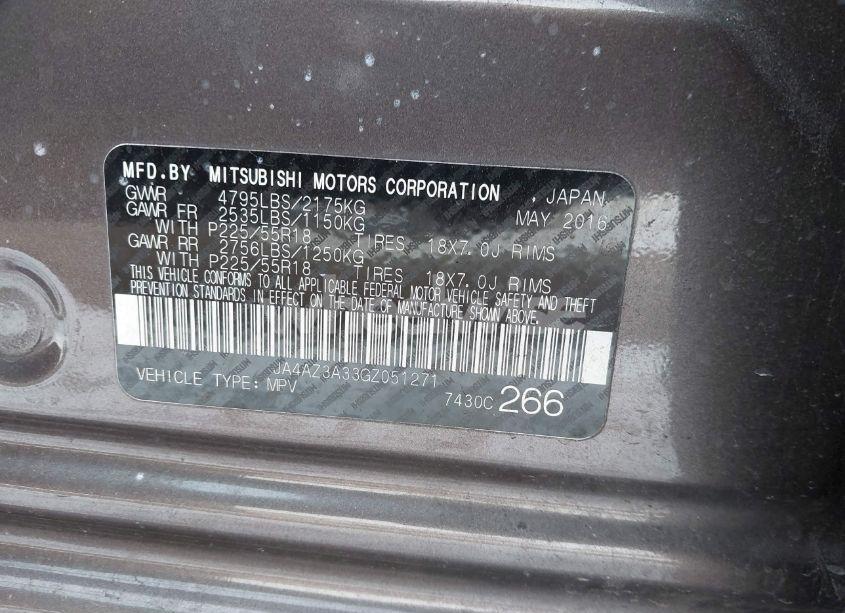 MFD.BY MITSUBISHI MOTORS CORPORATION , JAPAN.
GVWR 4795LBS/2175KG MAY 2016
GAWR FR 2535LBS/1150KG
WITH P225/55R18 TIRES, 18X7.0J RIMS
GAWR RR 2756LBS/1250KG
WITH P225/55R18 TIRES, 18X7.0J RIMS
THIS VEHICLE CONFORMS TO ALL APPLICABLE FEDERAL MOTOR VEHICLE SAFETY AND THEFT
PREVENTION STANDARDS IN EFFECT ON THE DATE OF MANUFACTURE SHOWN ABOVE.
JA4AZ3A33GZ051271
VEHICLE TYPE: MPV 7430C 266